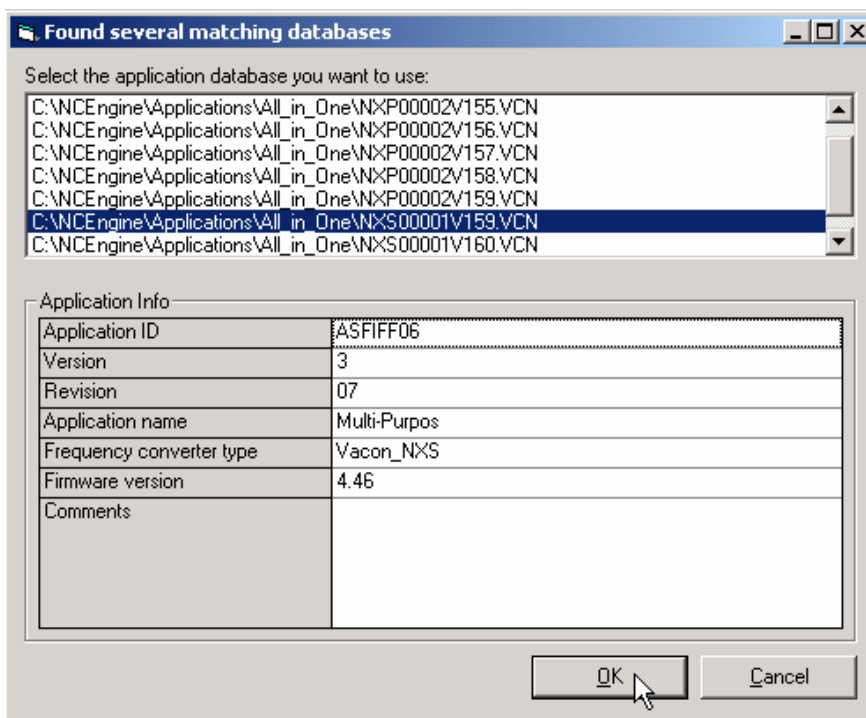 Found several matching databases
Select the application database you want to use:
C:\NCEngine\Applications\All_in_One\NXP00002V155.VCN
C:\NCEngine\Applications\All_in_One\NXP00002V156.VCN
C:\NCEngine\Applications\All_in_One\NXP00002V157.VCN
C:\NCEngine\Applications\All_in_One\NXP00002V158.VCN
C:\NCEngine\Applications\All_in_One\NXP00002V159.VCN
C:\NCEngine\Applications\All_in_One\NXS00001V159.VCN
C:\NCEngine\Applications\All_in_One\NXS00001V160.VCN
Application Info
Application ID ASFIFF06
Version 3
Revision 07
Application name Multi-Purpos
Frequency converter type Vacon_NXS
Firmware version 4.46
Comments
OK Cancel